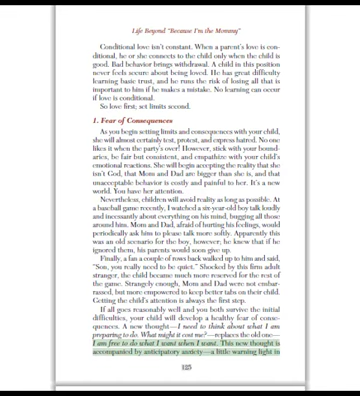 Life Beyond "Because I'm the Mommy"
Conditional love isn't constant. When a parent's love is con-
ditional, he or she connects to the child only when the child is
good. Bad behavior brings withdrawal. A child in this position
never feels secure about being loved. He has great difficulty
learning basic trust, and he runs the risk of losing all that is
important to him if he makes a mistake. No learning can occur
if love is conditional.
So love first; set limits second.
1. Fear of Consequences
As you begin setting limits and consequences with your child,
she will almost certainly test, protest, and express hatred. No one
likes it when the party's over! However, stick with your bound-
aries, be fair but consistent, and empathize with your child's
emotional reactions. She will begin accepting the reality that she
isn't God, that Mom and Dad are bigger than she is, and that
unacceptable behavior is costly and painful to her. It's a new
world. You have her attention.
Nevertheless, children will avoid reality as long as possible. At
a baseball game recently, I watched a six-year-old boy talk loudly
and incessantly about everything on his mind, bugging all those
around him. Mom and Dad, afraid of hurting his feelings, would
periodically ask him to please talk more softly. Apparently this
was an old scenario for the boy, however; he knew that if he
ignored them, his parents would soon give up.
Finally, a fan a couple of rows back walked up to him and said,
"Son, you really need to be quiet." Shocked by this firm adult
stranger, the child became much more reserved for the rest of
the game. Strangely enough, Mom and Dad were not embar-
rassed, but more empowered to keep better tabs on their child.
Getting the child's attention is always the first step.
If all goes reasonably well and you both survive the initial
difficulties, your child will develop a healthy fear of conse-
quences. A new thought—I need to think about what I am
preparing to do. What might it cost me?—replaces the old one—
I am free to do what I want when I want. This new thought is
accompanied by anticipatory anxiety—a little warning light in
125